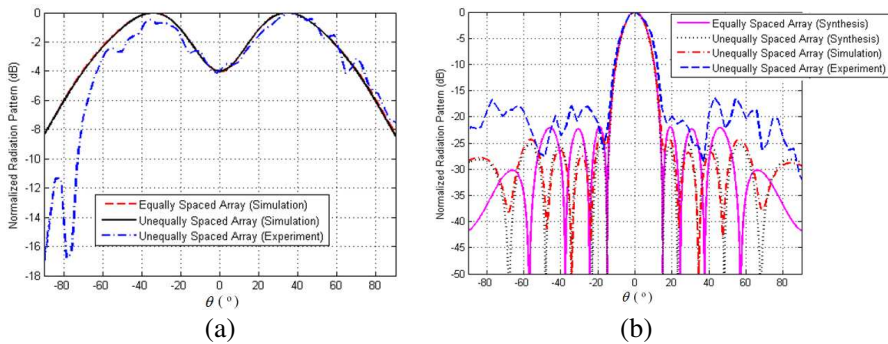 0
-2
-4
-6
-8
-10
-12
-14
-16
-18
Normalized Radiation Pattern (dB)
Equally Spaced Array (Simulation)
Unequally Spaced Array (Simulation)
Unequally Spaced Array (Experiment)
-80 -60 -40 -20 0 20 40 60 80
θ ( º )
(a)
0
-5
-10
-15
-20
-25
-30
-35
-40
-45
-50
Normalized Radiation Pattern (dB)
Equally Spaced Array (Synthesis)
Unequally Spaced Array (Synthesis)
Unequally Spaced Array (Simulation)
Unequally Spaced Array (Experiment)
-80 -60 -40 -20 0 20 40 60 80
θ ( º )
(b)